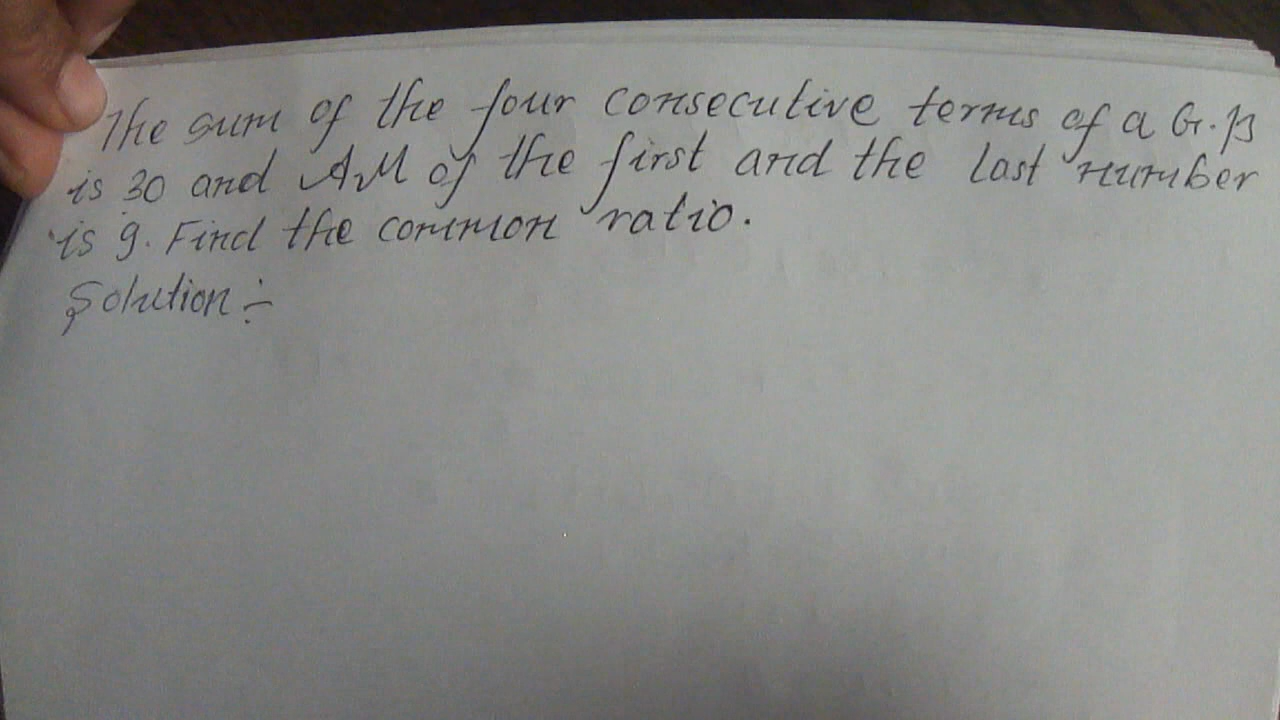 The sum of the four consecutive terms of a G.P
is 30 and AM of the first and the last number
is 9. Find the common ratio.
Solution :-